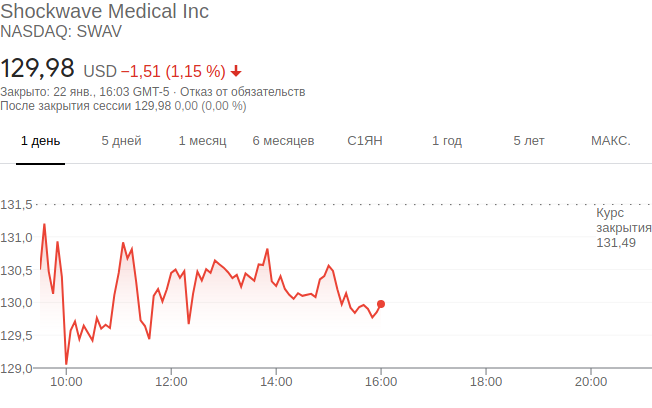 Shockwave Medical Inc
NASDAQ: SWAV
129,98 USD −1,51 (1,15 %)
Закрыто: 22 янв., 16:03 GMT-5 · Отказ от обязательств
После закрытия сессии 129,98 0,00 (0,00 %)
1 день 5 дней 1 месяц 6 месяцев С1ЯН 1 год 5 лет МАКС.
131,5
Курс
закрытия
131,49
131,0
130,5
130,0
129,5
129,0
10:00 12:00 14:00 16:00 18:00 20:00